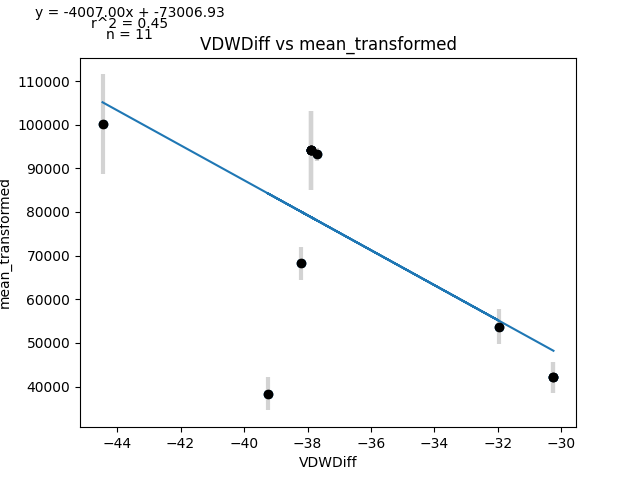 y = -4007.00x + -73006.93
r^2 = 0.45
n = 11
VDWDiff vs mean_transformed
110000
100000
90000
80000
70000
60000
50000
40000
mean_transformed
−44
−42
−40
−38
−36
−34
−32
−30
VDWDiff